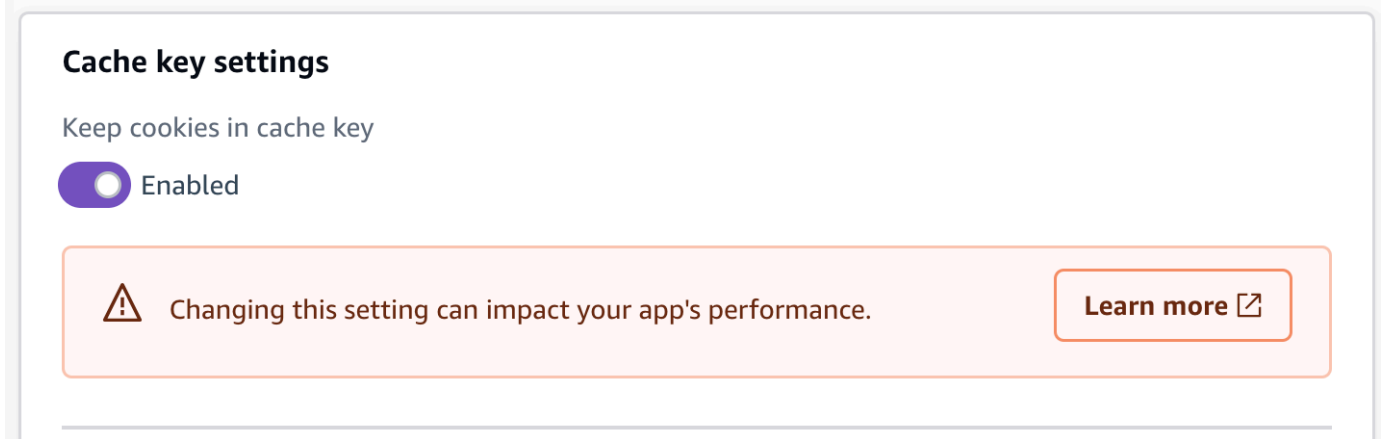 Cache key settings
Keep cookies in cache key
Enabled
Changing this setting can impact your app's performance.
Learn more